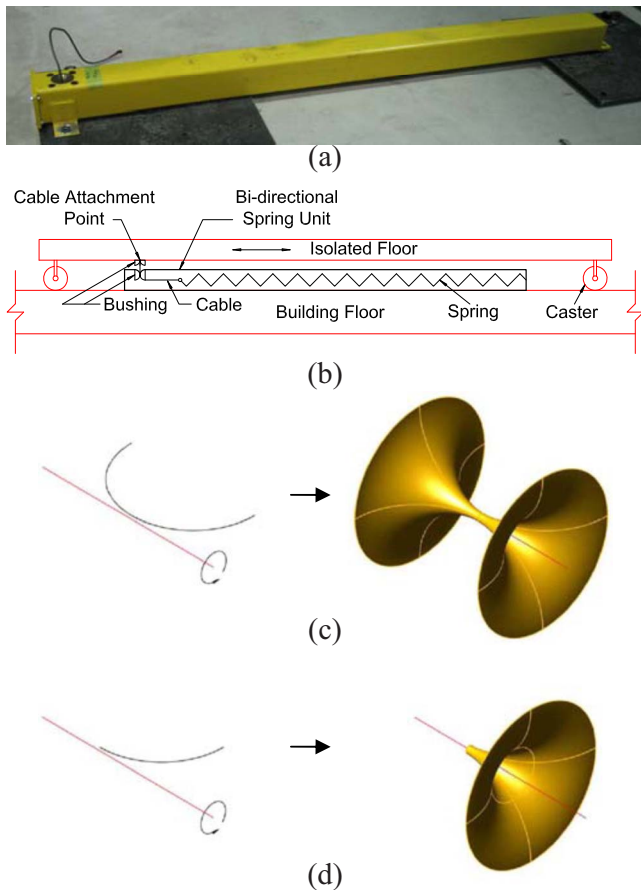 (a)
Cable Attachment
Point
Bi-directional
Spring Unit
Isolated Floor
Bushing
Cable
Building Floor
Spring
Caster
(b)
(c)
(d)